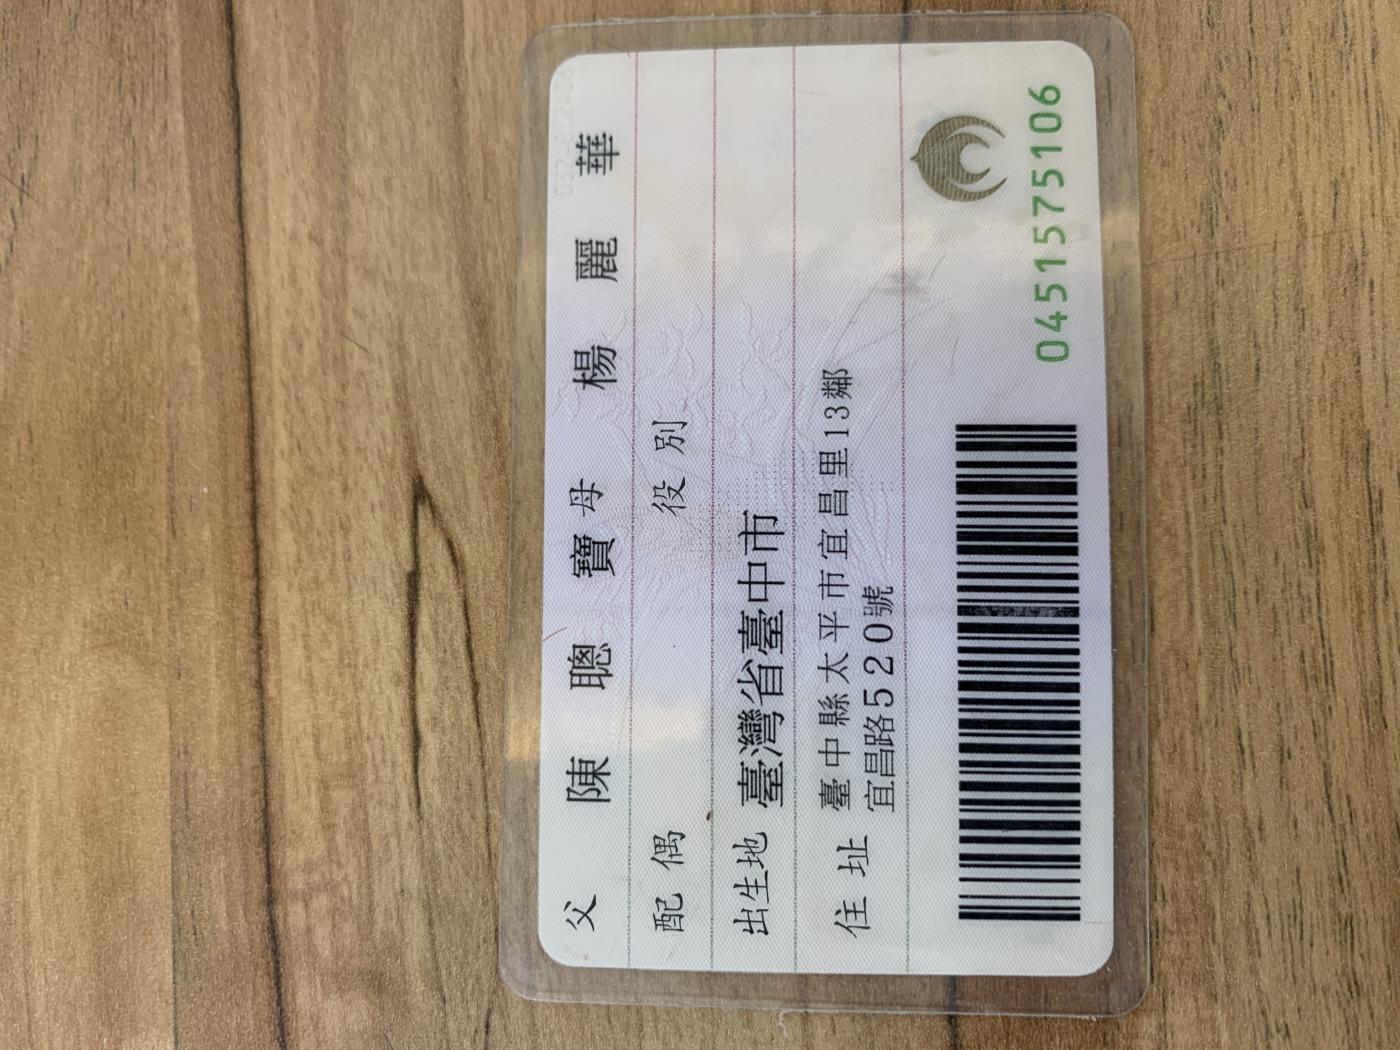 父 陳聰寶 母 楊麗華
配偶 役別
出生地 臺灣省臺中市
住址 臺中縣太平市宜昌里13鄰
宜昌路520號
0451575106